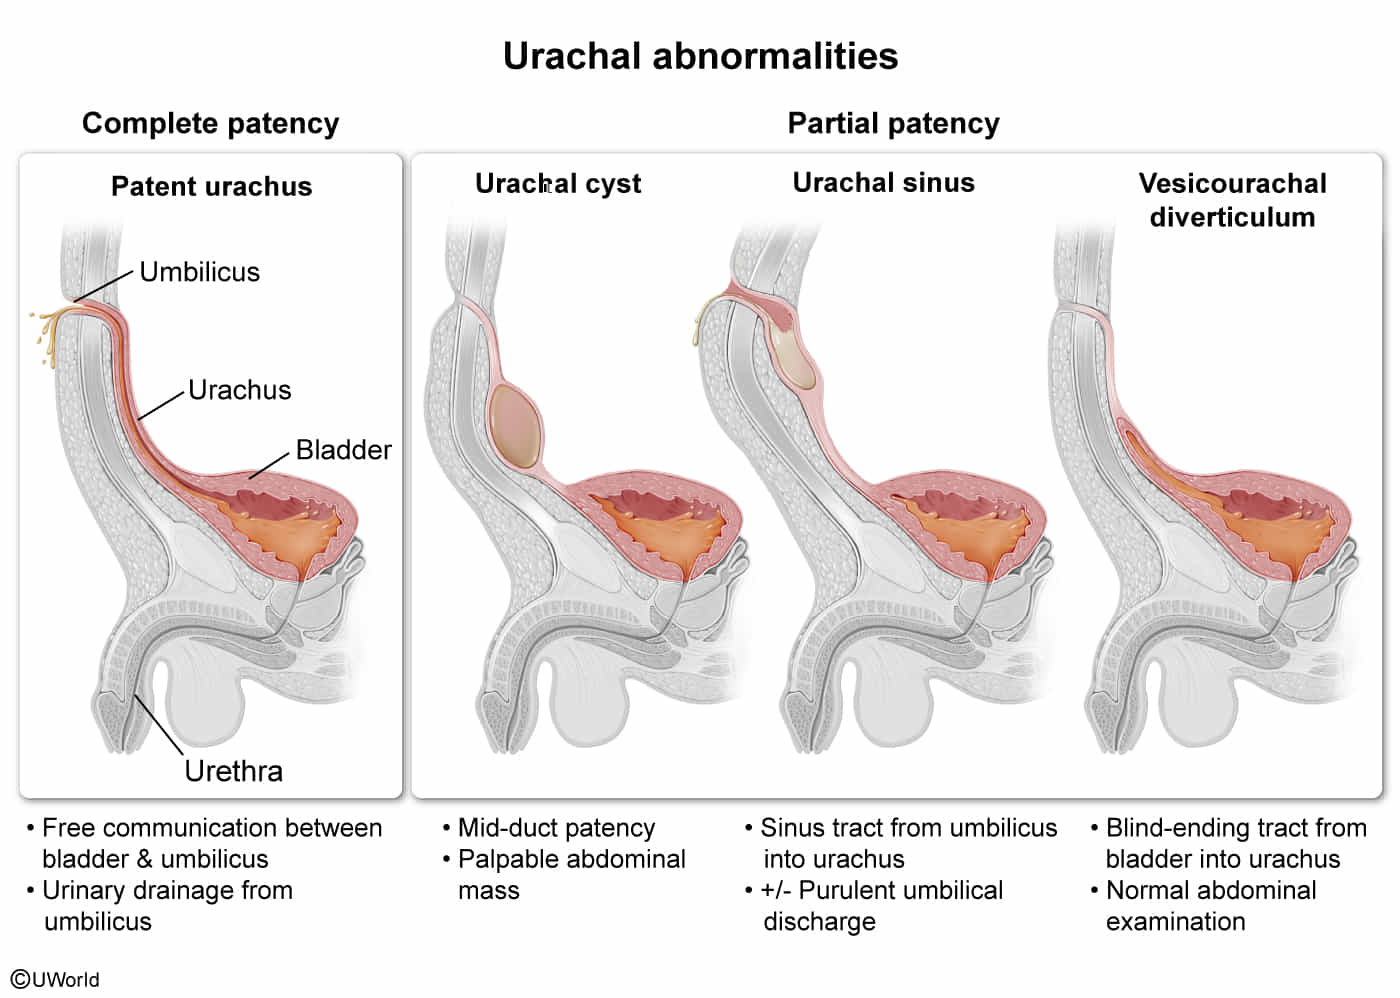 Urachal abnormalities
Complete patency
Partial patency
Patent urachus
Umbilicus
Urachus
Bladder
Urethra
Urachal cyst
Urachal sinus
Vesicourachal
diverticulum
• Free communication between
bladder & umbilicus
• Urinary drainage from
umbilicus
• Mid-duct patency
• Palpable abdominal
mass
• Sinus tract from umbilicus
into urachus
• +/- Purulent umbilical
discharge
• Blind-ending tract from
bladder into urachus
• Normal abdominal
examination
©UWorld